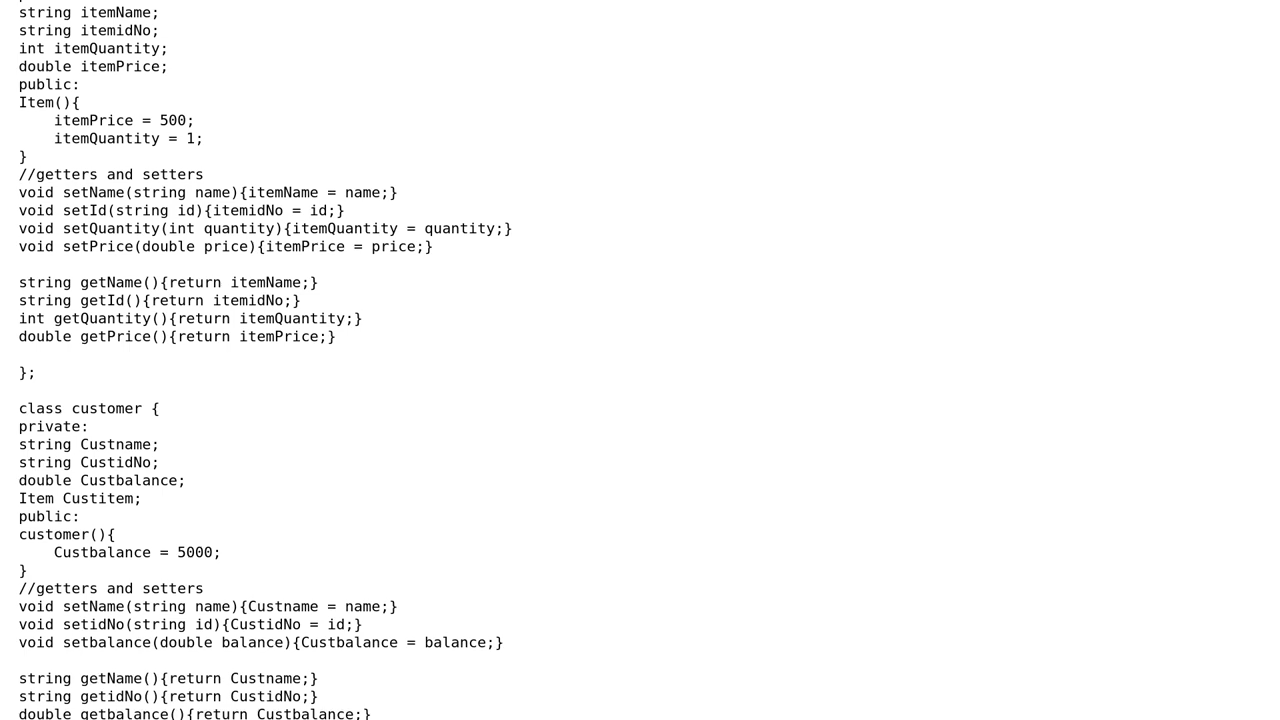 string itemName;
string itemidNo;
int itemQuantity;
double itemPrice;
public:
Item(){
    itemPrice = 500;
    itemQuantity = 1;
}
//getters and setters
void setName(string name){itemName = name;}
void setId(string id){itemidNo = id;}
void setQuantity(int quantity){itemQuantity = quantity;}
void setPrice(double price){itemPrice = price;}

string getName(){return itemName;}
string getId(){return itemidNo;}
int getQuantity(){return itemQuantity;}
double getPrice(){return itemPrice;}

};

class customer {
private:
string Custname;
string CustidNo;
double Custbalance;
Item Custitem;
public:
customer(){
    Custbalance = 5000;
}
//getters and setters
void setName(string name){Custname = name;}
void setidNo(string id){CustidNo = id;}
void setbalance(double balance){Custbalance = balance;}

string getName(){return Custname;}
string getidNo(){return CustidNo;}
double getbalance(){return Custbalance;}